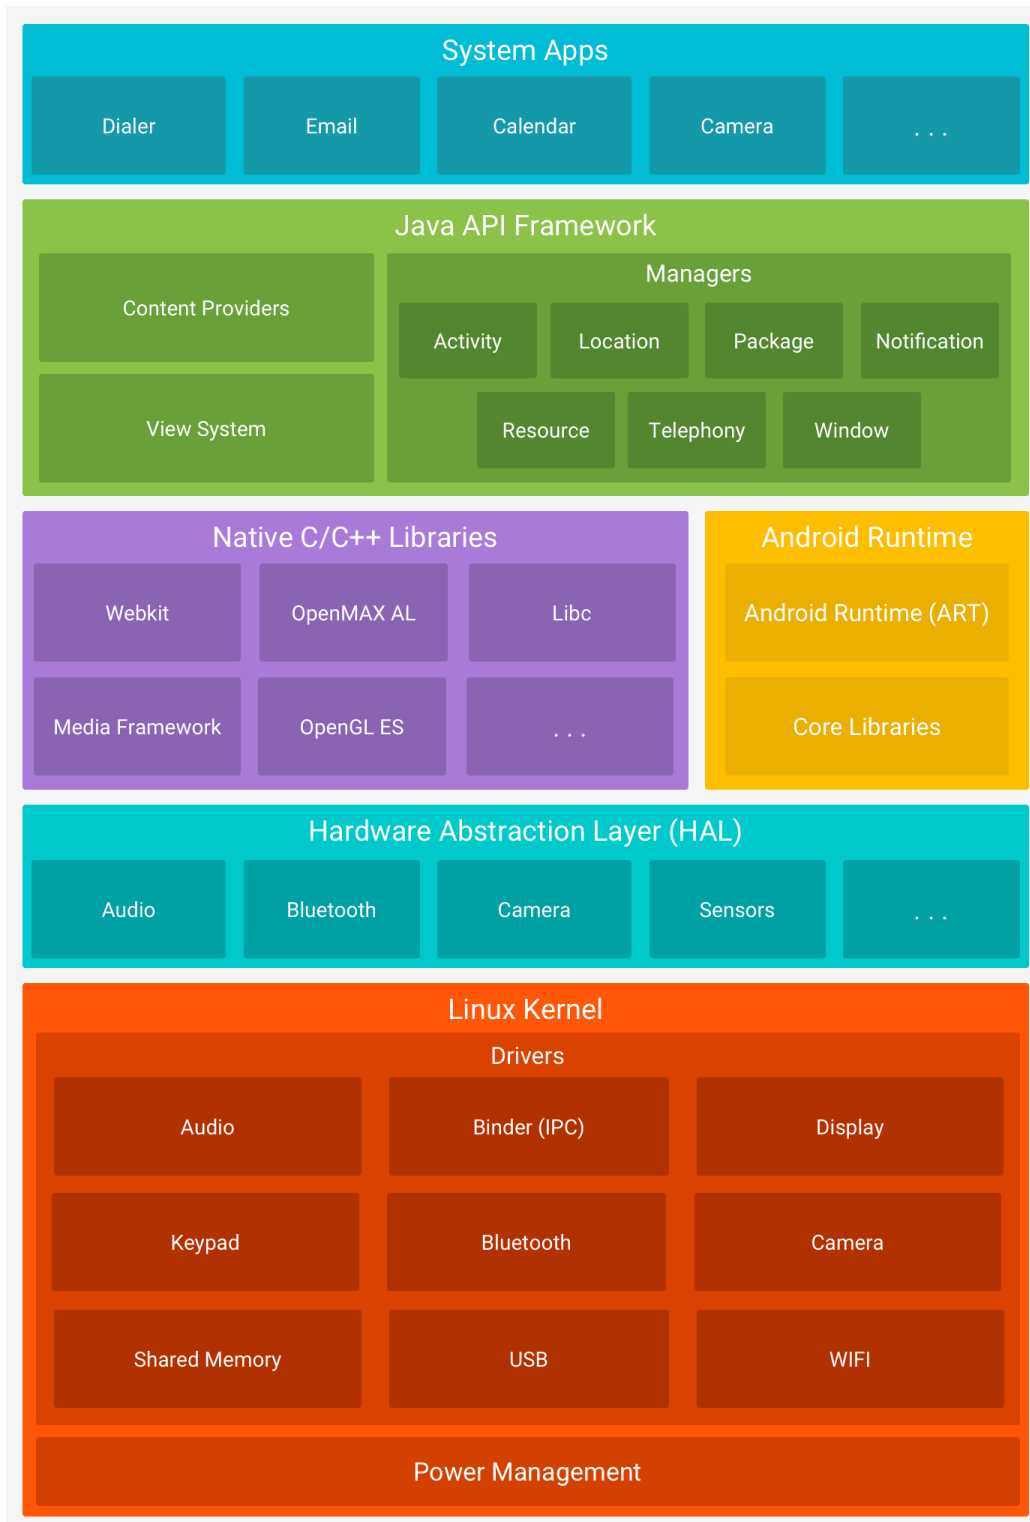 System Apps
Dialer
Email
Calendar
Camera
. . .
Java API Framework
Content Providers
View System
Managers
Activity
Location
Package
Notification
Resource
Telephony
Window
Native C/C++ Libraries
Webkit
OpenMAX AL
Libc
Media Framework
OpenGL ES
. . .
Android Runtime
Android Runtime (ART)
Core Libraries
Hardware Abstraction Layer (HAL)
Audio
Bluetooth
Camera
Sensors
. . .
Linux Kernel
Drivers
Audio
Binder (IPC)
Display
Keypad
Bluetooth
Camera
Shared Memory
USB
WIFI
Power Management